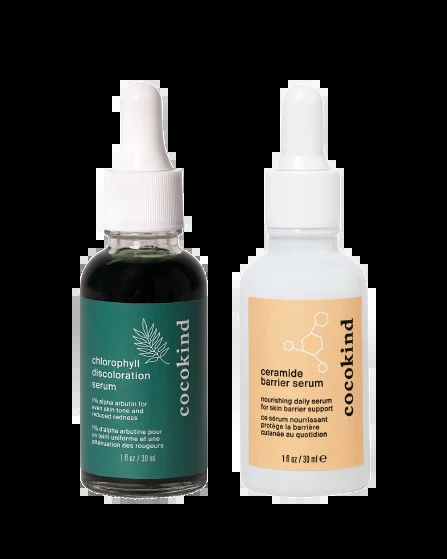 chlorophyll
discoloration
serum
1% alpha arbutin for
even skin tone and
reduced redness
1% d'alpha arbutine pour
un teint uniforme et une
atténuation des rougeurs
1 fl oz / 30 ml
cocokind
ceramide
barrier serum
nourishing daily serum
for skin barrier support
ce sérum nourrissant
protège la barrière
cutanée au quotidien
1 fl oz / 30 ml ℮
cocokind